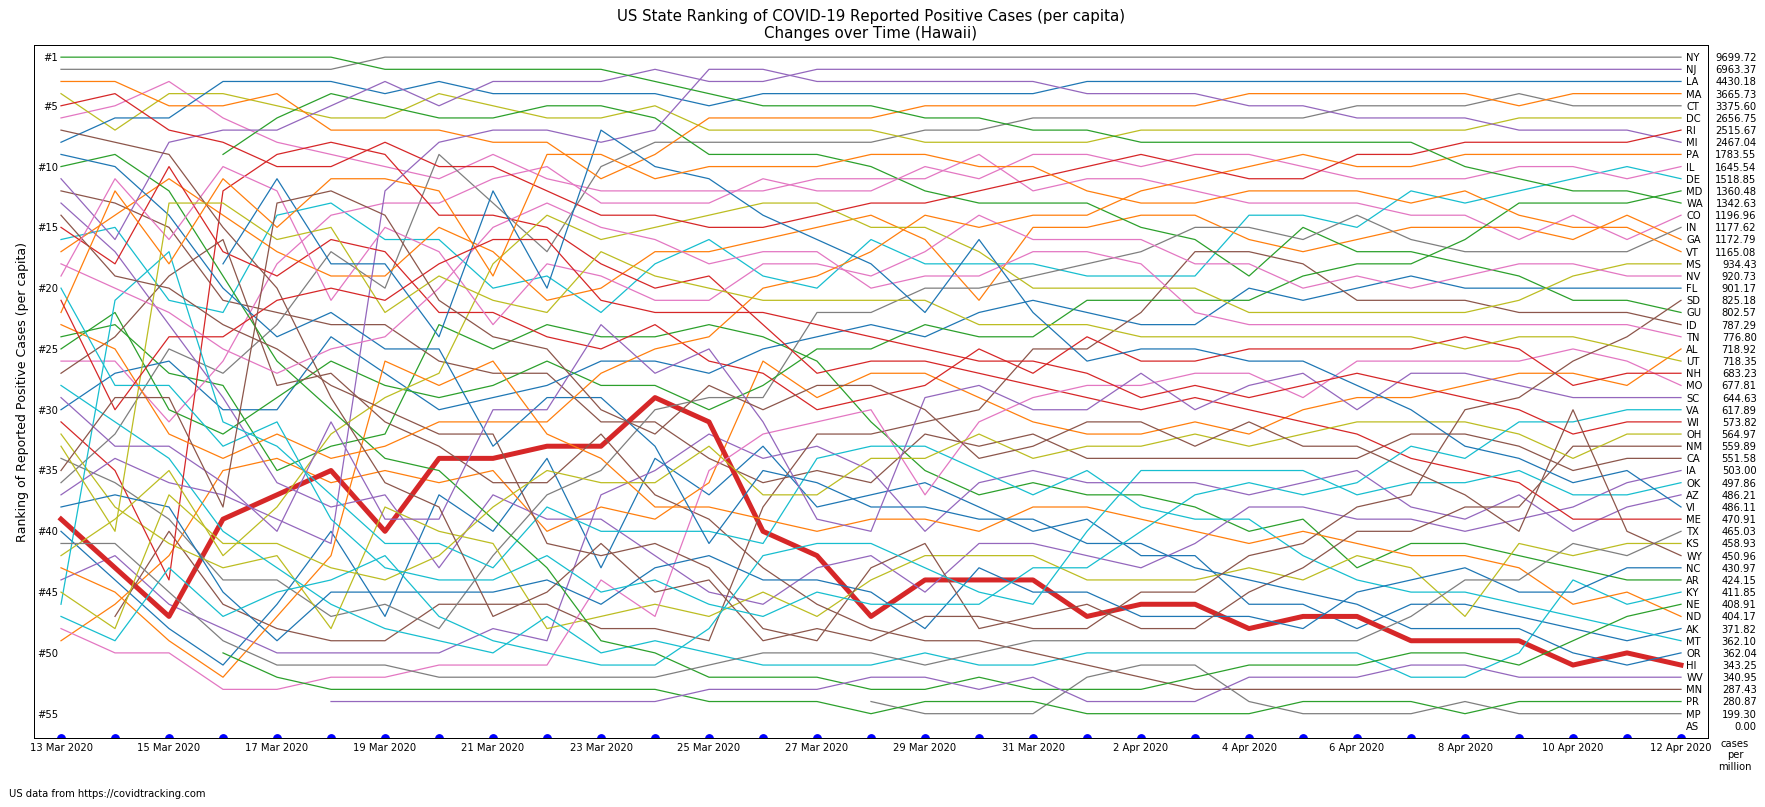 US State Ranking of COVID-19 Reported Positive Cases (per capita)
Changes over Time (Hawaii)
Ranking of Reported Positive Cases (per capita)
#1
#5
#10
#15
#20
#25
#30
#35
#40
#45
#50
#55
NY 9699.72
NJ 6963.37
LA 4430.18
MA 3665.73
CT 3375.60
DC 2656.75
RI 2515.67
MI 2467.04
PA 1783.55
IL 1645.54
DE 1518.85
MD 1360.48
WA 1342.63
CO 1196.96
IN 1177.62
GA 1172.79
VT 1165.08
MS 934.43
NV 920.73
FL 901.17
SD 825.18
GU 802.57
ID 787.29
TN 776.80
AL 718.92
UT 718.35
NH 683.23
MO 677.81
SC 644.63
VA 617.89
WI 573.82
OH 564.97
NM 559.89
CA 551.58
IA 503.00
OK 497.86
AZ 486.21
VI 486.11
ME 470.91
TX 465.03
KS 458.93
WY 450.96
NC 430.97
AR 424.15
KY 411.85
NE 408.91
ND 404.17
AK 371.82
MT 362.10
OR 362.04
HI 343.25
WV 340.95
MN 287.43
PR 280.87
MP 199.30
AS 0.00
13 Mar 2020 15 Mar 2020 17 Mar 2020 19 Mar 2020 21 Mar 2020 23 Mar 2020 25 Mar 2020 27 Mar 2020 29 Mar 2020 31 Mar 2020 2 Apr 2020 4 Apr 2020 6 Apr 2020 8 Apr 2020 10 Apr 2020 12 Apr 2020
cases
per
million
US data from https://covidtracking.com